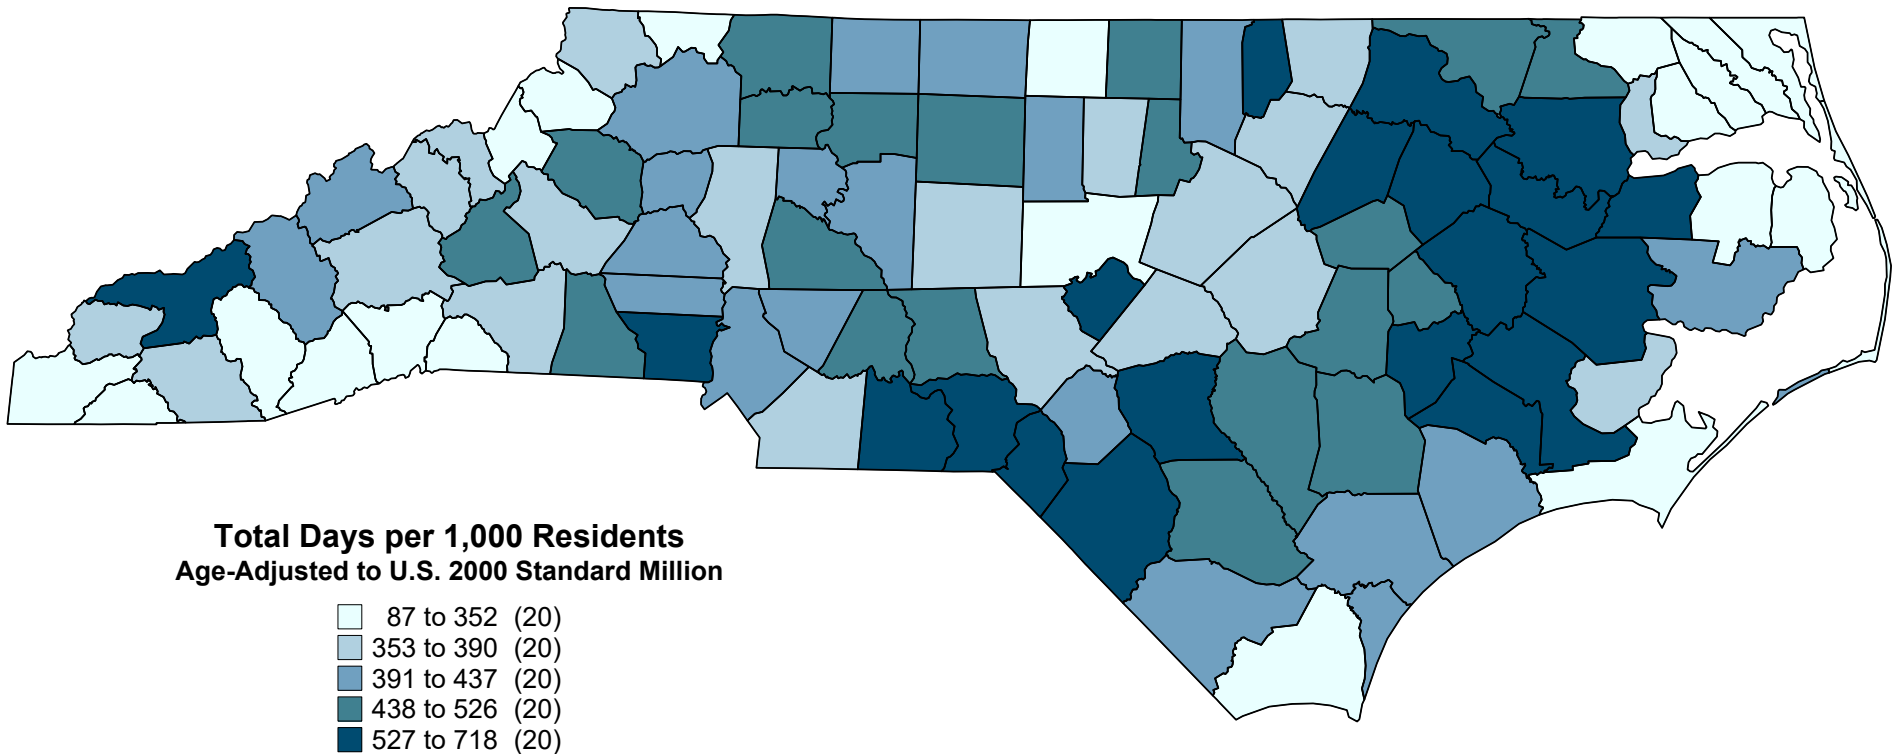 Total Days per 1,000 Residents
Age-Adjusted to U.S. 2000 Standard Million
87 to 352 (20)
353 to 390 (20)
391 to 437 (20)
438 to 526 (20)
527 to 718 (20)